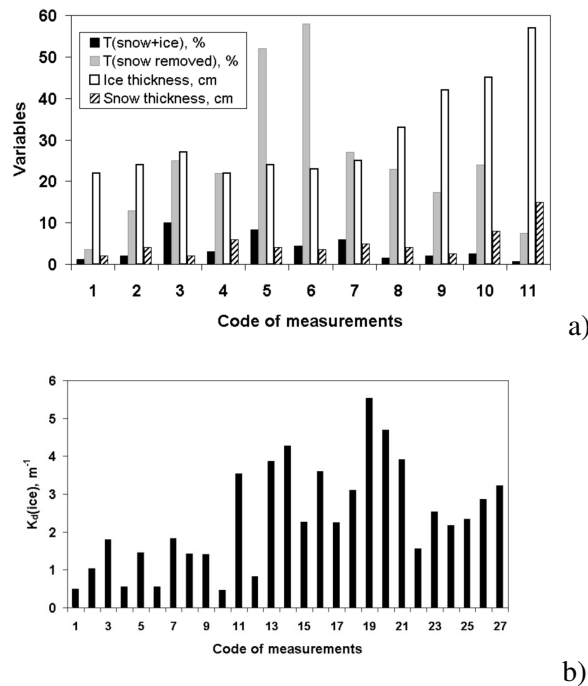 60
50
40
30
20
10
0
Variables
T(snow+ice), %
T(snow removed), %
Ice thickness, cm
Snow thickness, cm
1 2 3 4 5 6 7 8 9 10 11
Code of measurements
a)
6
5
4
3
2
1
0
Kd(ice), m-1
1 3 5 7 9 11 13 15 17 19 21 23 25 27
Code of measurements
b)